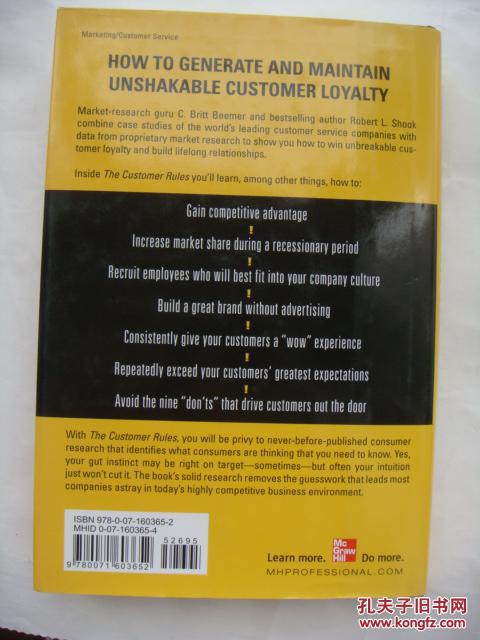 Marketing/Customer Service
HOW TO GENERATE AND MAINTAIN
UNSHAKABLE CUSTOMER LOYALTY
Market-research guru C. Britt Beemer and bestselling author Robert L. Shook
combine case studies of the world's leading customer service companies with
data from proprietary market research to show you how to win unbreakable cus-
tomer loyalty and build lifelong relationships.
Inside The Customer Rules you'll learn, among other things, how to:
Gain competitive advantage
!
Increase market share during a recessionary period
!
Recruit employees who will best fit into your company culture
!
Build a great brand without advertising
!
Consistently give your customers a "wow" experience
!
Repeatedly exceed your customers' greatest expectations
!
Avoid the nine "don'ts" that drive customers out the door
With The Customer Rules, you will be privy to never-before-published consumer
research that identifies what consumers are thinking that you need to know. Yes,
your gut instinct may be right on target—sometimes—but often your intuition
just won't cut it. The book's solid research removes the guesswork that leads most
companies astray in today's highly competitive business environment.
ISBN 978-0-07-160365-2
MHID 0-07-160365-4
52695
9 780071 603652
Learn more.
Mc
Graw
Hill
Do more.
MHPROFESSIONAL.COM
孔夫子旧书网
www.kongfz.com